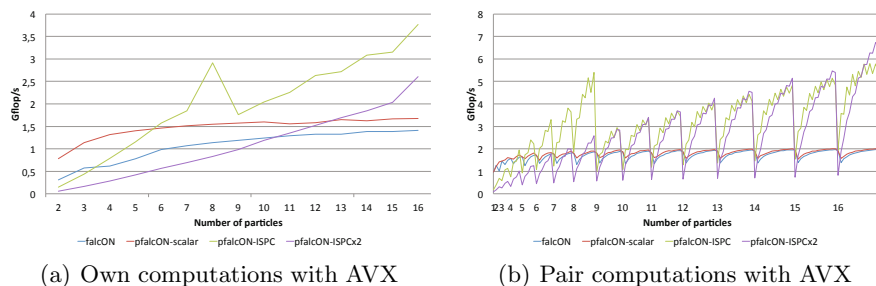 4
3,5
3
2,5
2
1,5
1
0,5
0
Gflop/s
2 3 4 5 6 7 8 9 10 11 12 13 14 15 16
Number of particles
falcON pfalcON-scalar pfalcON-ISPC pfalcON-ISPCx2
(a) Own computations with AVX
8
7
6
5
4
3
2
1
0
Gflop/s
1 2 3 4 5 6 7 8 9 10 11 12 13 14 15 16
Number of particles
falcON pfalcON-scalar pfalcON-ISPC pfalcON-ISPCx2
(b) Pair computations with AVX